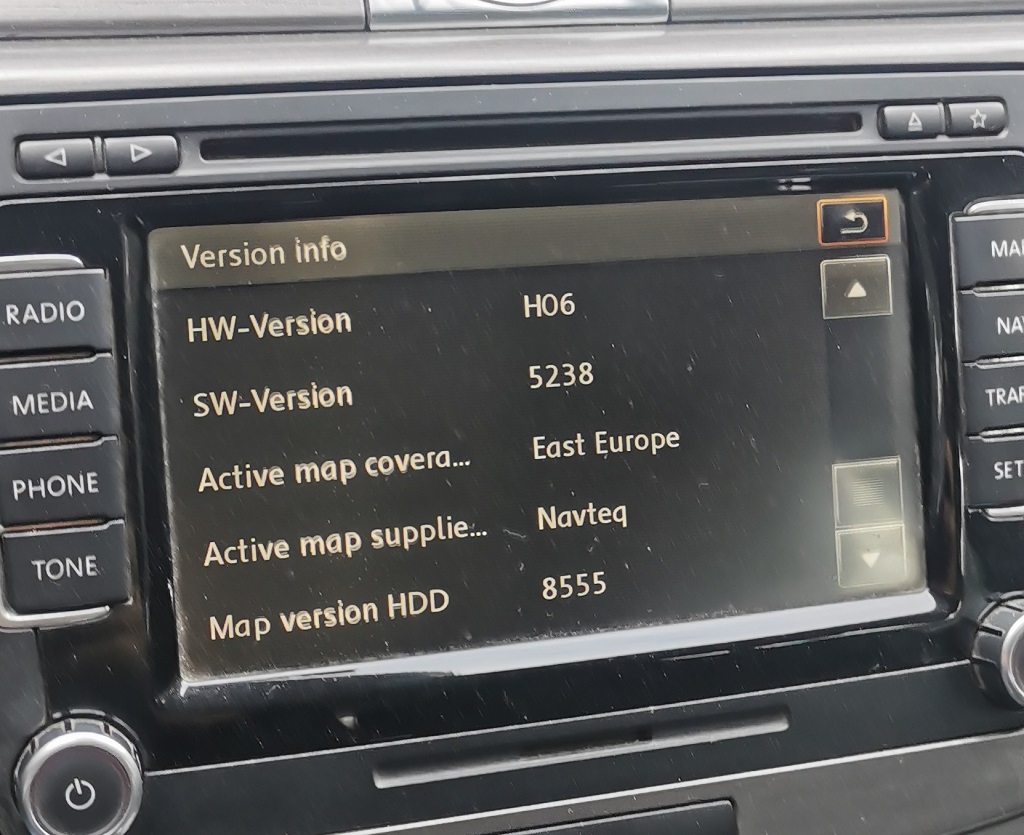 Version info
HW-Version H06
SW-Version 5238
Active map covera... East Europe
Active map supplie... Navteq
Map version HDD 8555
RADIO
MEDIA
PHONE
TONE